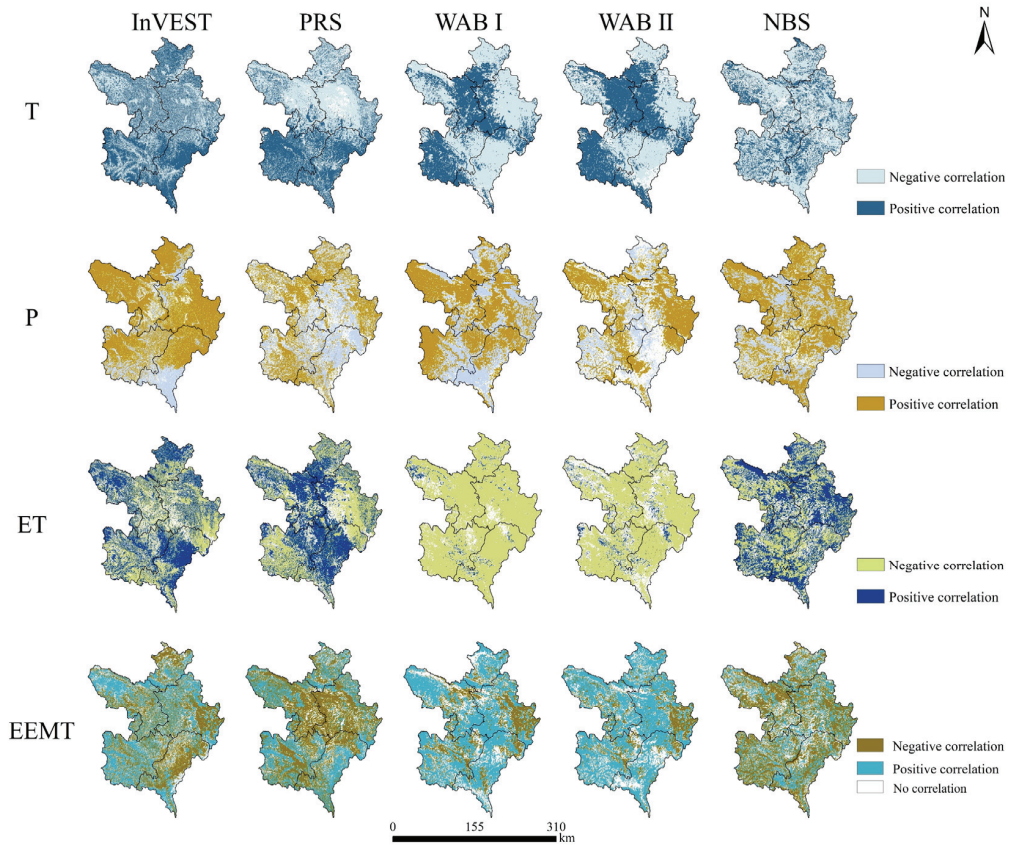 InVEST PRS WAB I WAB II NBS
N
T
Negative correlation
Positive correlation
P
Negative correlation
Positive correlation
ET
Negative correlation
Positive correlation
EEMT
Negative correlation
Positive correlation
No correlation
0 155 310
km